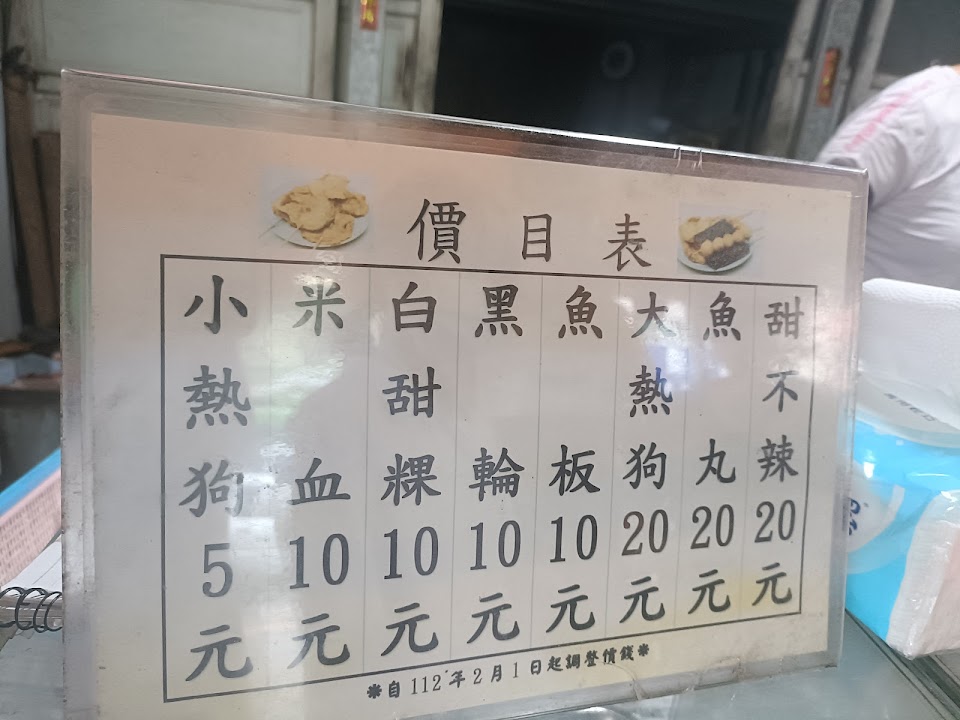 價目表
甜不辣20元
魚丸20元
大熱狗20元
魚板10元
黑輪10元
白甜粿10元
米血10元
小熱狗5元
※自112年2月1日起調整價錢※